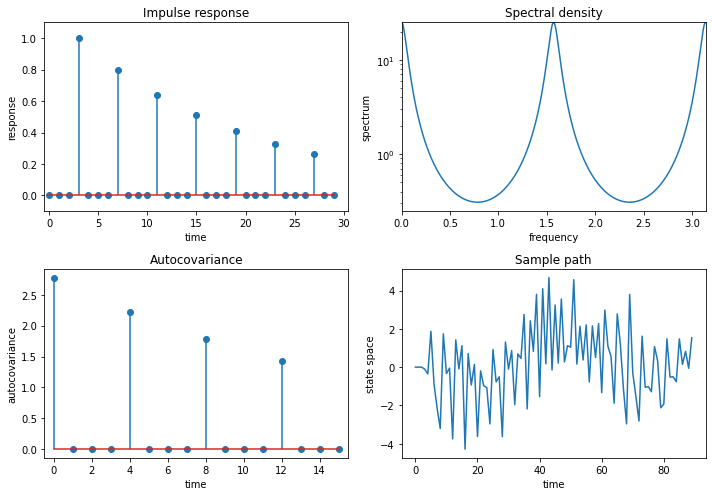 Impulse response
1.0
0.8
0.6
0.4
0.2
0.0
response
0 5 10 15 20 25 30
time
Spectral density
10^1
10^0
spectrum
0.0 0.5 1.0 1.5 2.0 2.5 3.0
frequency
Autocovariance
2.5
2.0
1.5
1.0
0.5
0.0
autocovariance
0 2 4 6 8 10 12 14
time
Sample path
4
2
0
−2
−4
state space
0 20 40 60 80
time